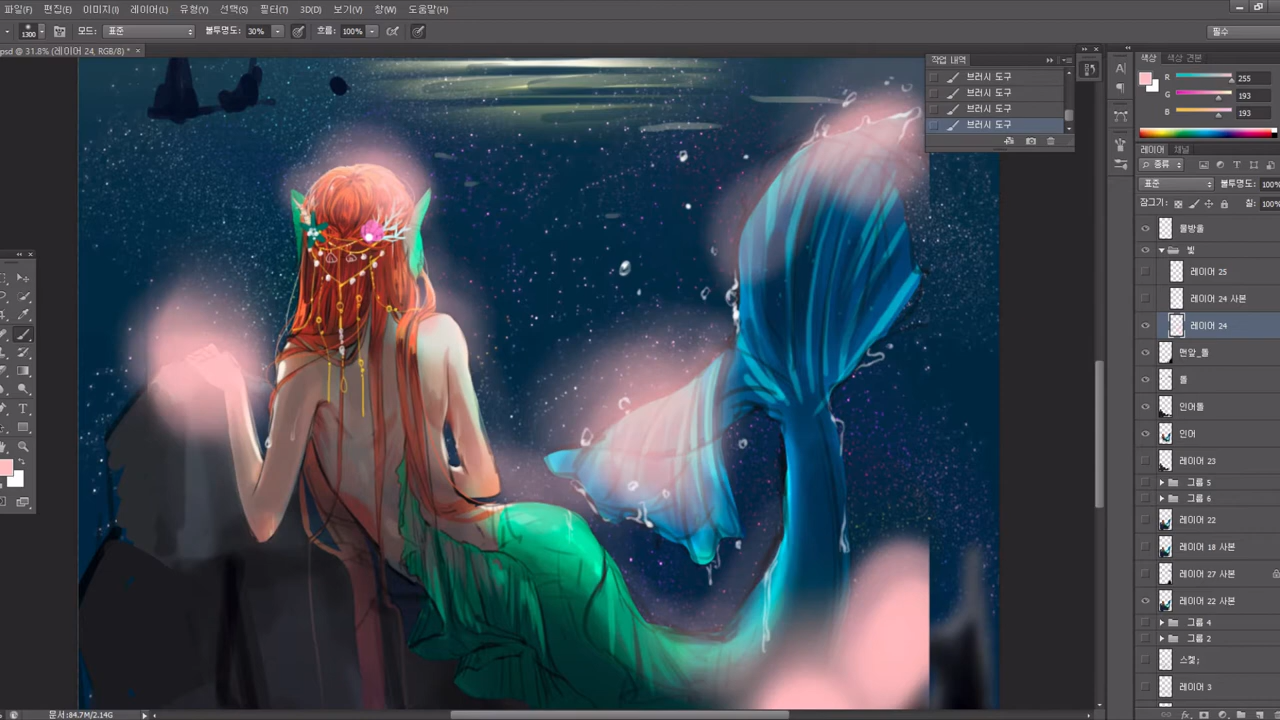 파일(F) 편집(E) 이미지(I) 레이어(L) 유형(Y) 선택(S) 필터(T) 3D(D) 보기(V) 창(W) 도움말(H)
1300 모드: 표준 불투명도: 30% 흐름: 100% 필수
psd @ 31.8% (레이어 24, RGB/8) *
작업 내역
브러시 도구
브러시 도구
브러시 도구
브러시 도구
색상 색상 견본
R 255
G 193
B 193
레이어 채널
종류
표준 불투명도: 100%
잠그기: 칠: 100%
물방울
빛
레이어 25
레이어 24 사본
레이어 24
맨앞_돌
돌
인어돌
인어
레이어 23
그룹 5
그룹 6
레이어 22
레이어 18 사본
레이어 27 사본
레이어 22 사본
그룹 4
그룹 2
스켗;
레이어 3
문서:84.7M/2.14G